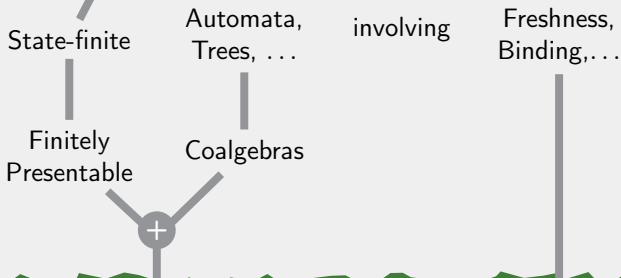 State-finite
Automata,
Trees, ...
involving
Freshness,
Binding,...
Finitely
Presentable
Coalgebras
+